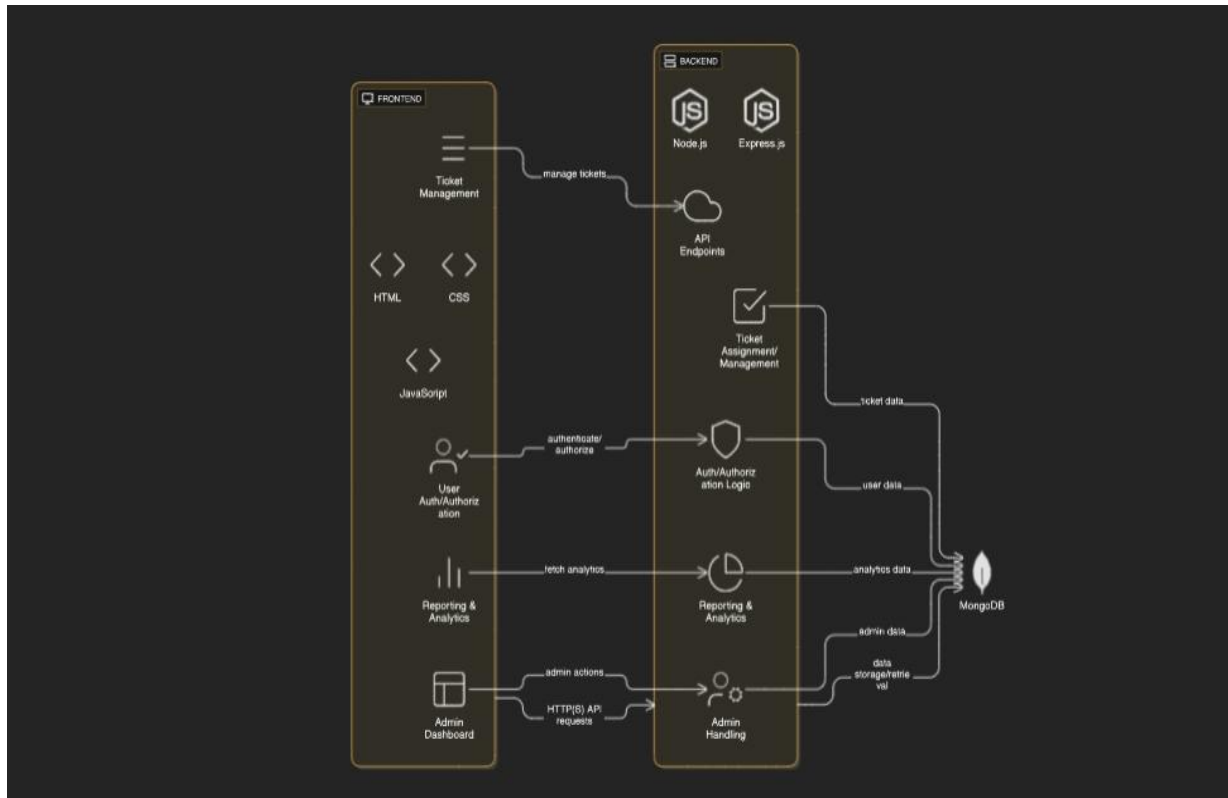 BACKEND
FRONTEND
Node.js
Express.js
Ticket
Management
manage tickets
API
Endpoints
HTML
CSS
Ticket
Assignment/
Management
JavaScript
ticket data
authenticate/
authorize
Auth/Authoriz
ation Logic
User
Auth/Authoriz
ation
user data
fetch analytics
analytics data
Reporting &
Analytics
Reporting &
Analytics
MongoDB
admin data
admin actions
data
storage/retrie
val
HTTP(S) API
requests
Admin
Dashboard
Admin
Handling